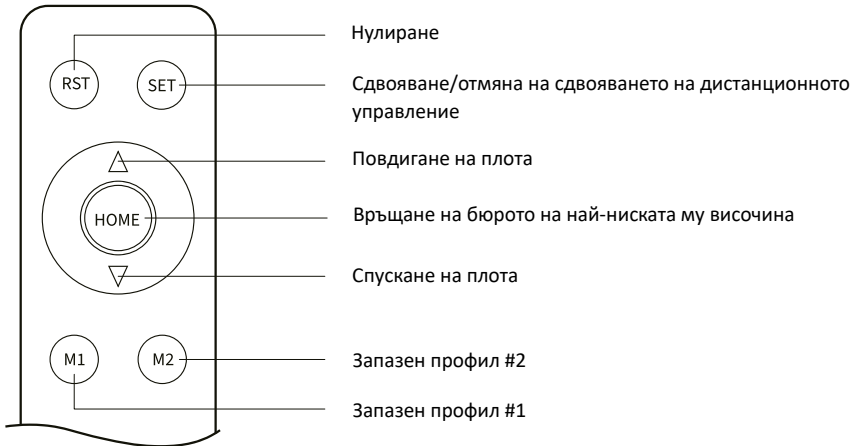 Нулиране
RST
SET
Сдвояване/отмяна на сдвояването на дистанционното
управление
Повдигане на плота
HOME
Връщане на бюрото на най-ниската му височина
Спускане на плота
M1
M2
Запазен профил #2
Запазен профил #1